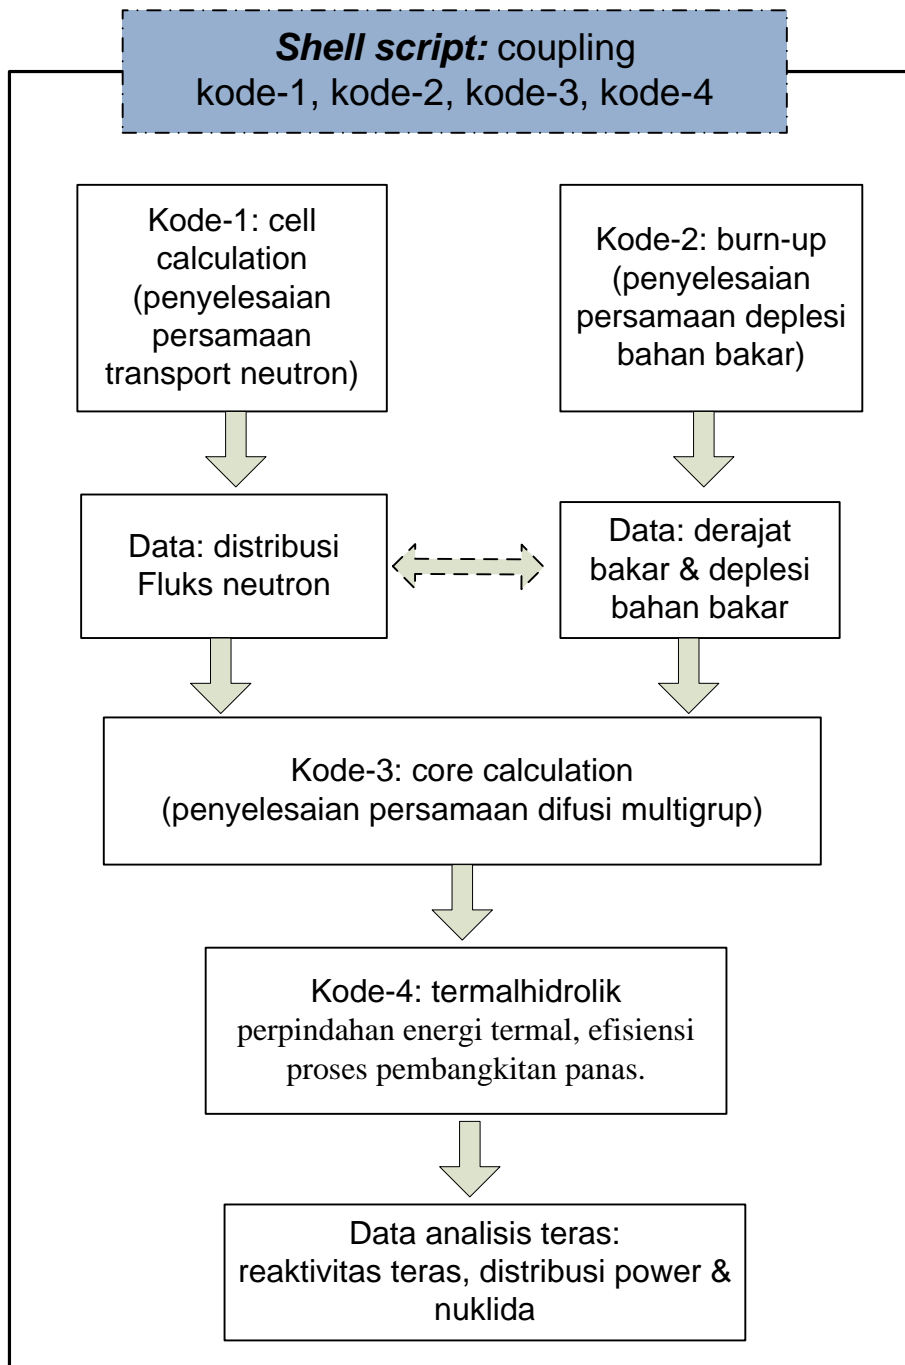 Shell script: coupling
kode-1, kode-2, kode-3, kode-4
Kode-1: cell
calculation
(penyelesaian
persamaan
transport neutron)
Kode-2: burn-up
(penyelesaian
persamaan deplesi
bahan bakar)
Data: distribusi
Fluks neutron
Data: derajat
bakar & deplesi
bahan bakar
Kode-3: core calculation
(penyelesaian persamaan difusi multigrup)
Kode-4: termalhidrolik
perpindahan energi termal, efisiensi
proses pembangkitan panas.
Data analisis teras:
reaktivitas teras, distribusi power &
nuklida